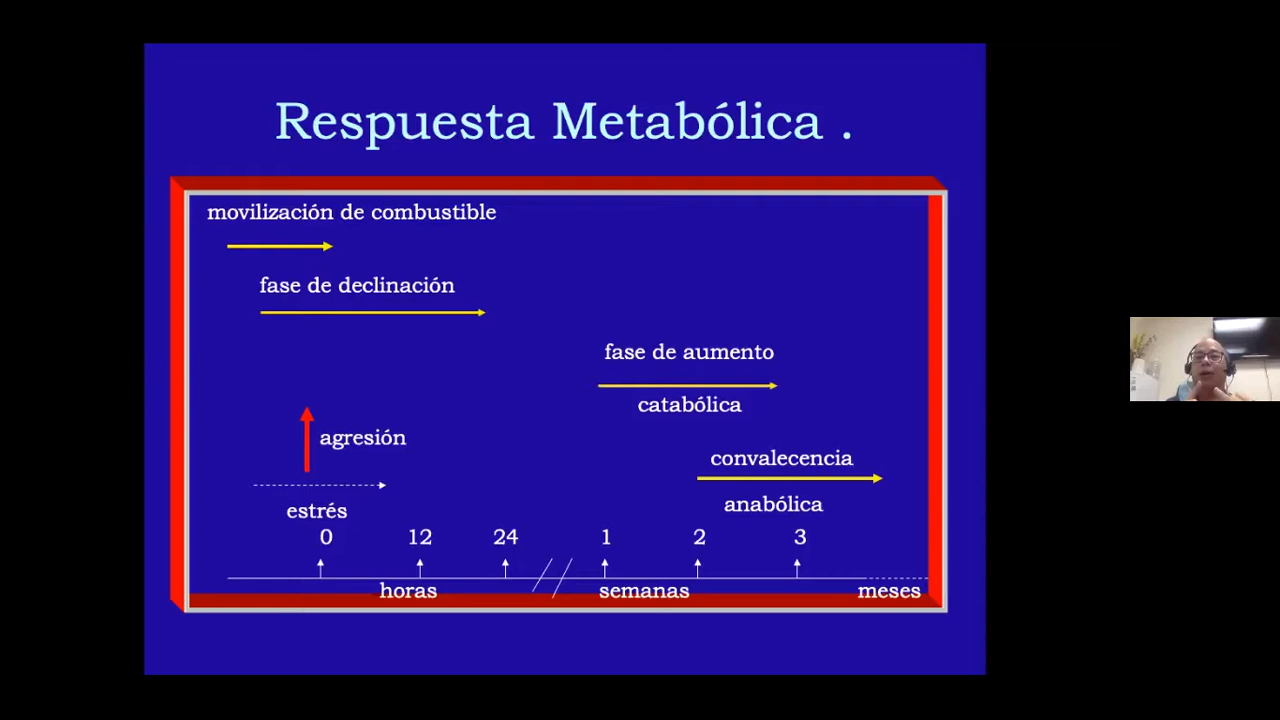 Respuesta Metabólica .
movilización de combustible
fase de declinación
fase de aumento
catabólica
agresión
convalecencia
anabólica
estrés
0 12 24 1 2 3
horas semanas meses